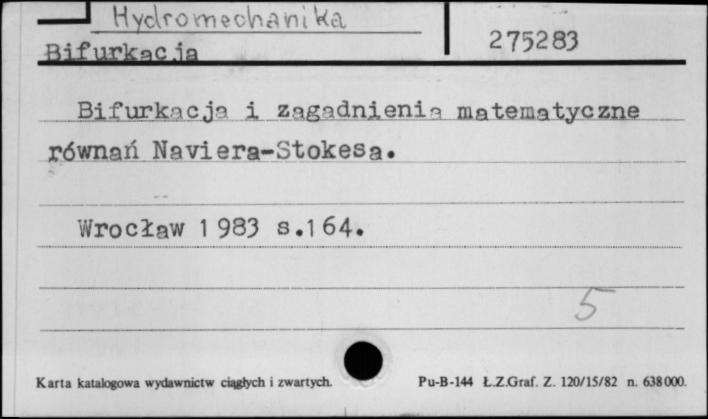 Hydromechanika
Bifurkacja
275283
Bifurkacja i zagadnienia matematyczne
równań Naviera-Stokesa.
Wrocław 1983 s.164.
5
Karta katalogowa wydawnictw ciągłych i zwartych.
Pu-B-144 Ł.Z.Graf. Z. 120/15/82 n. 638000.